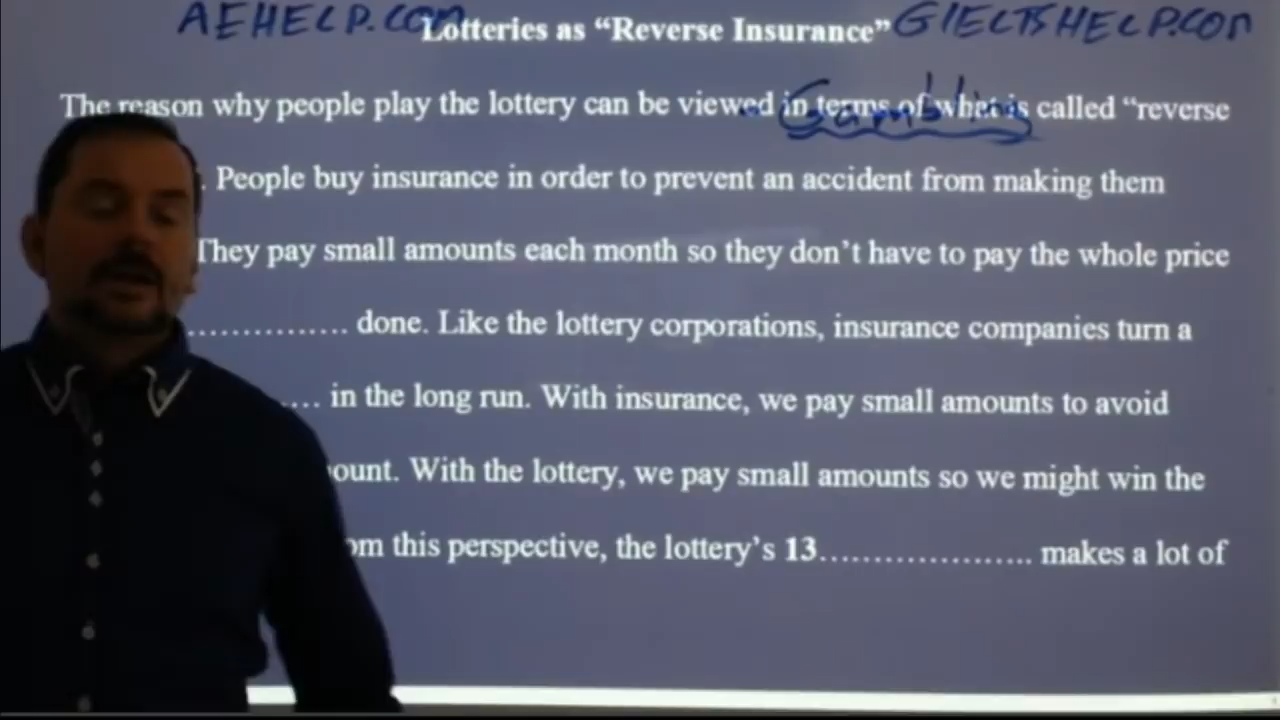 AEHELP.COM GIELTSHELP.COM
Lotteries as “Reverse Insurance”
Gambling
The reason why people play the lottery can be viewed in terms of what is called “reverse
. People buy insurance in order to prevent an accident from making them
They pay small amounts each month so they don’t have to pay the whole price
............... done. Like the lottery corporations, insurance companies turn a
.... in the long run. With insurance, we pay small amounts to avoid
ount. With the lottery, we pay small amounts so we might win the
om this perspective, the lottery’s 13.................... makes a lot of